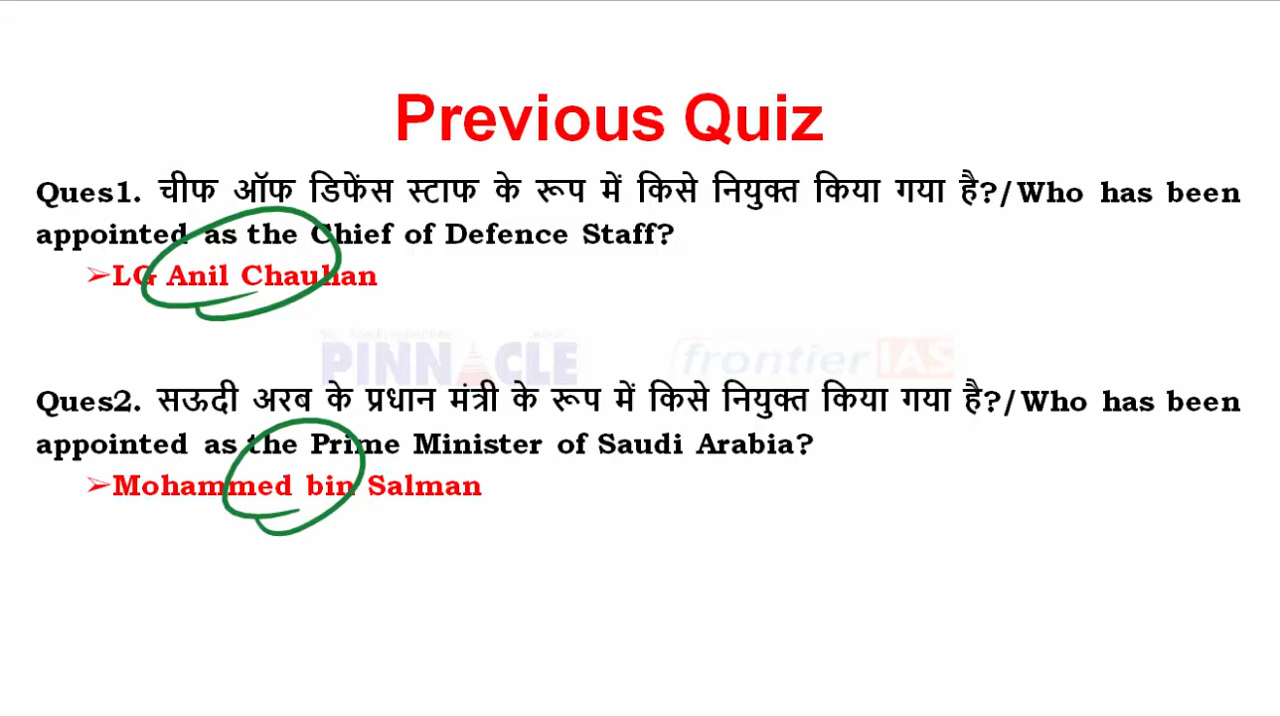 Previous Quiz
Ques1. चीफ ऑफ डिफेंस स्टाफ के रूप में किसे नियुक्त किया गया है?/Who has been
appointed as the Chief of Defence Staff?
➢LG Anil Chauhan
PINNACLE frontier IAS
Ques2. सऊदी अरब के प्रधान मंत्री के रूप में किसे नियुक्त किया गया है?/Who has been
appointed as the Prime Minister of Saudi Arabia?
➢Mohammed bin Salman